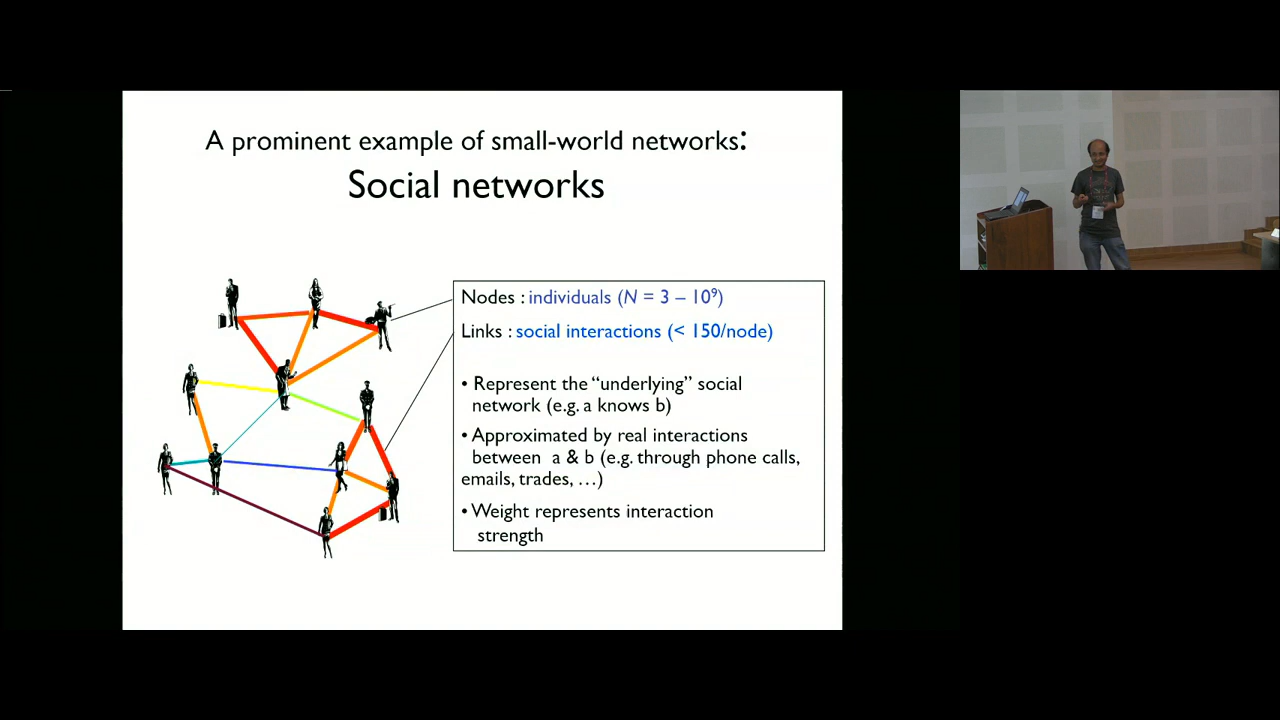 A prominent example of small-world networks:
Social networks
Nodes : individuals (N = 3 – 10⁹)
Links : social interactions (< 150/node)
• Represent the “underlying” social
network (e.g. a knows b)
• Approximated by real interactions
between a & b (e.g. through phone calls,
emails, trades, …)
• Weight represents interaction
strength